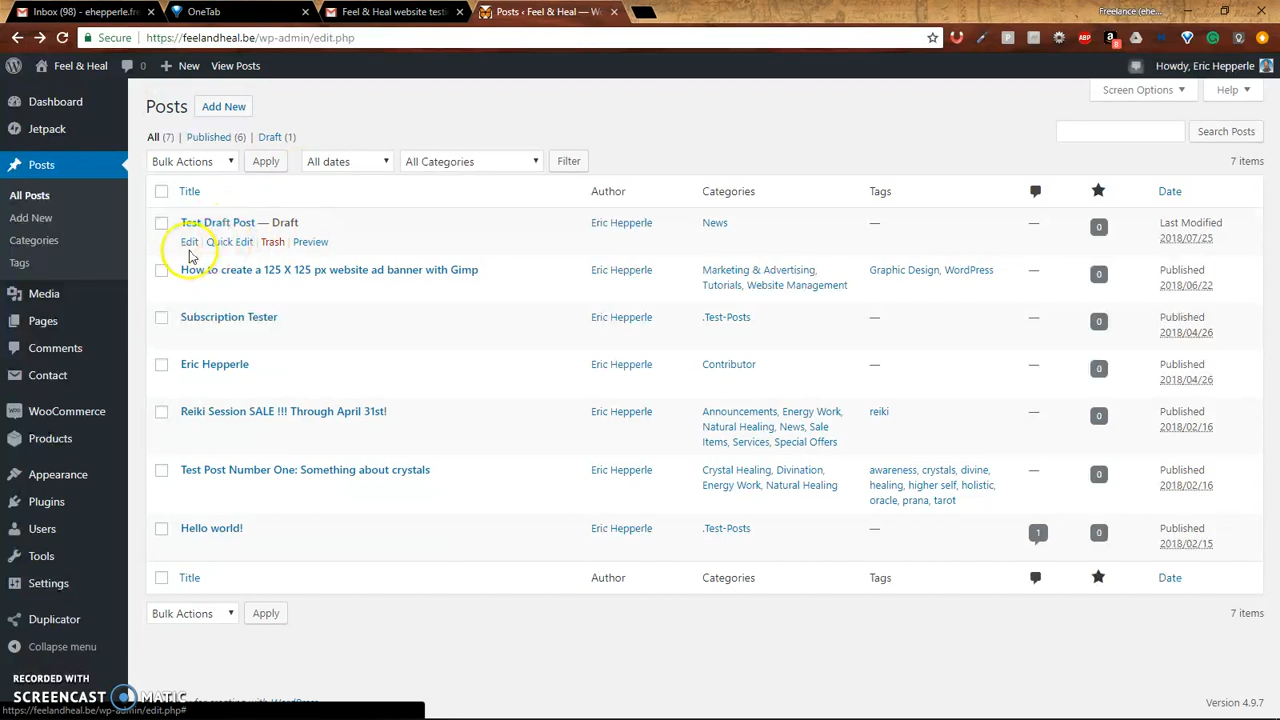 Inbox (98) - ehepperle.fre
OneTab
Feel & Heal website testi
Posts ‹ Feel & Heal — W
Freelance (ehe
Secure
https://feelandheal.be/wp-admin/edit.php
Feel & Heal
0
New
View Posts
Howdy, Eric Hepperle
Dashboard
Jetpack
Posts
All Posts
Add New
Categories
Tags
Media
Pages
Comments
Contact
WooCommerce
Products
Appearance
Plugins
Users
Tools
Settings
Duplicator
Collapse menu
Posts
Add New
Screen Options
Help
All (7) | Published (6) | Draft (1)
Search Posts
Bulk Actions
Apply
All dates
All Categories
Filter
7 items
Title
Author
Categories
Tags
Date
Test Draft Post — Draft
Edit | Quick Edit | Trash | Preview
Eric Hepperle
News
—
—
0
Last Modified
2018/07/25
How to create a 125 X 125 px website ad banner with Gimp
Eric Hepperle
Marketing & Advertising,
Tutorials, Website Management
Graphic Design, WordPress
—
0
Published
2018/06/22
Subscription Tester
Eric Hepperle
.Test-Posts
—
—
0
Published
2018/04/26
Eric Hepperle
Eric Hepperle
Contributor
—
—
0
Published
2018/04/26
Reiki Session SALE !!! Through April 31st!
Eric Hepperle
Announcements, Energy Work,
Natural Healing, News, Sale
Items, Services, Special Offers
reiki
—
0
Published
2018/02/16
Test Post Number One: Something about crystals
Eric Hepperle
Crystal Healing, Divination,
Energy Work, Natural Healing
awareness, crystals, divine,
healing, higher self, holistic,
oracle, prana, tarot
—
0
Published
2018/02/16
Hello world!
Eric Hepperle
.Test-Posts
—
1
0
Published
2018/02/15
Title
Author
Categories
Tags
Date
Bulk Actions
Apply
7 items
RECORDED WITH
SCREENCAST MATIC
for creating with WordPress
https://feelandheal.be/wp-admin/edit.php#
Version 4.9.7